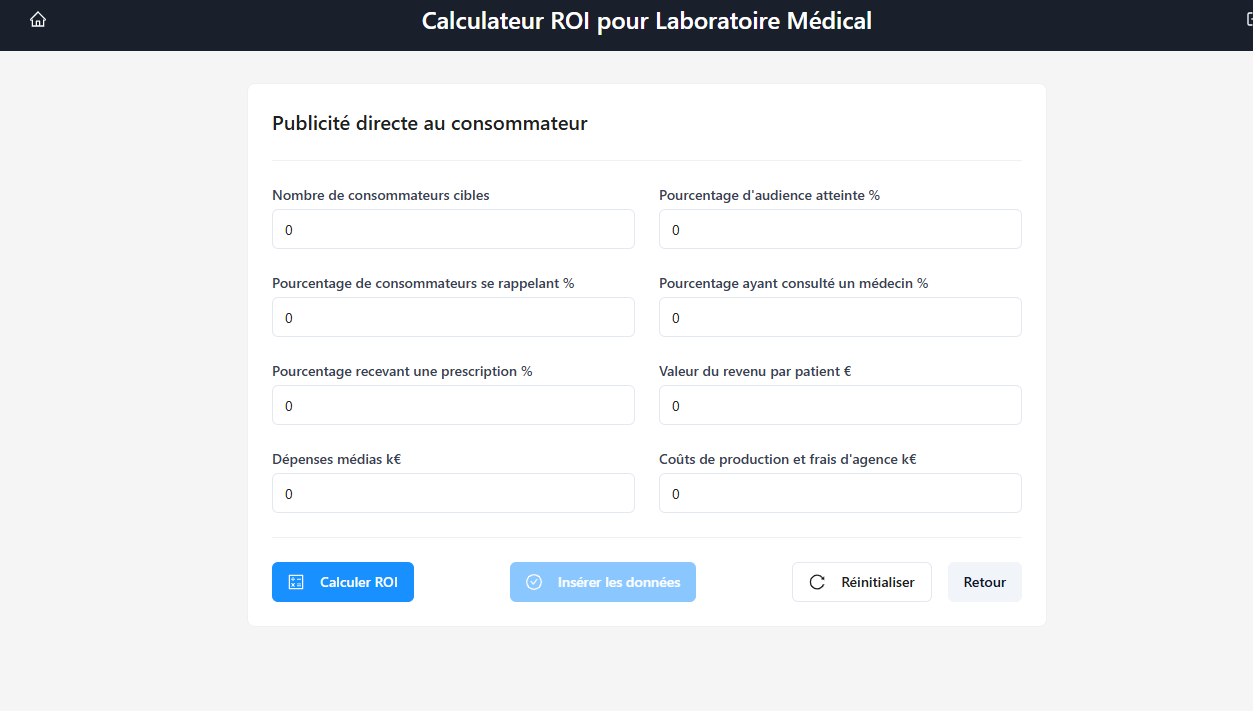 Calculateur ROI pour Laboratoire Médical
Publicité directe au consommateur
Nombre de consommateurs cibles
Pourcentage d'audience atteinte %
0
0
Pourcentage de consommateurs se rappelant %
Pourcentage ayant consulté un médecin %
0
0
Pourcentage recevant une prescription %
Valeur du revenu par patient €
0
0
Dépenses médias k€
Coûts de production et frais d'agence k€
0
0
Calculer ROI
Insérer les données
Réinitialiser
Retour